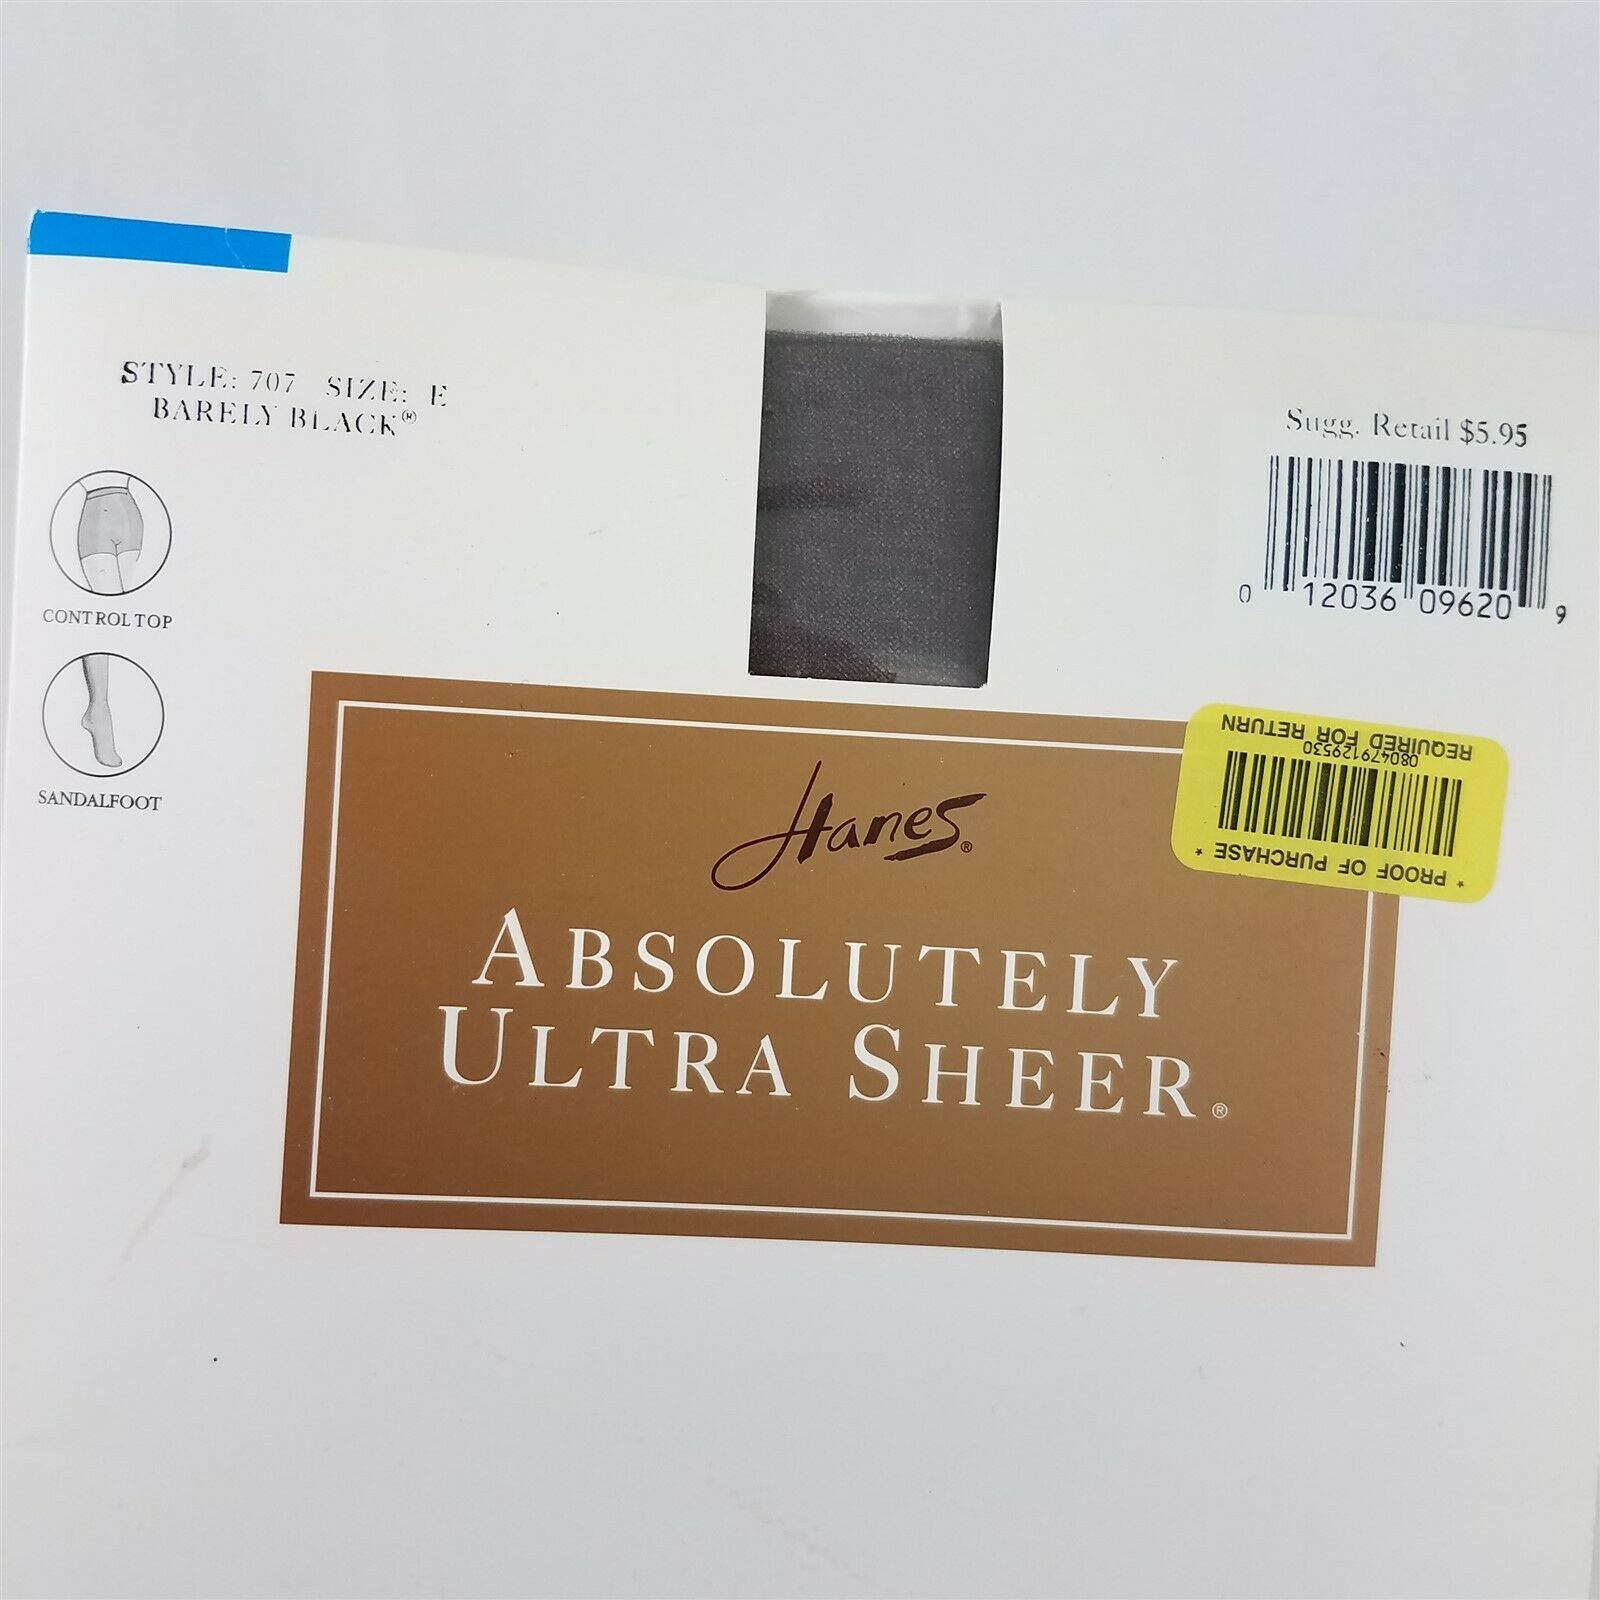 STYLE: 707 SIZE: E
BARELY BLACK®
CONTROL TOP
SANDALFOOT
Sugg. Retail $5.95
0 12036 09620 9
Hanes®
ABSOLUTELY
ULTRA SHEER®
* PROOF OF PURCHASE *
080479129530
REQUIRED FOR RETURN